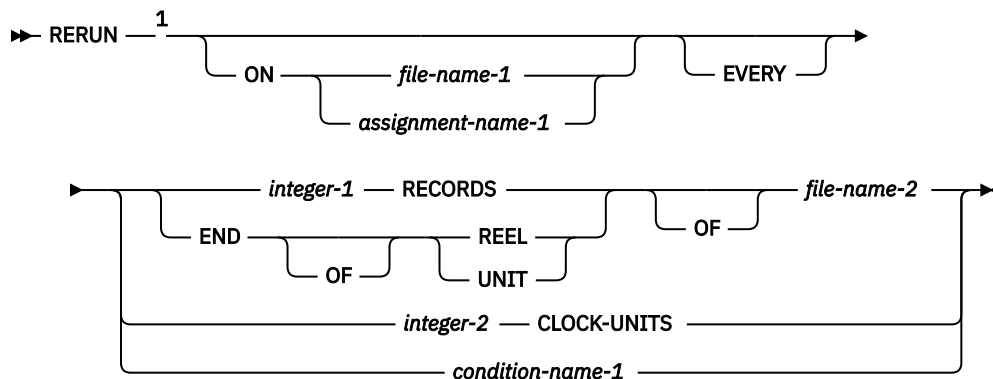 RERUN 1
ON file-name-1 EVERY
assignment-name-1
integer-1 RECORDS file-name-2
END REEL OF
OF UNIT
integer-2 CLOCK-UNITS
condition-name-1